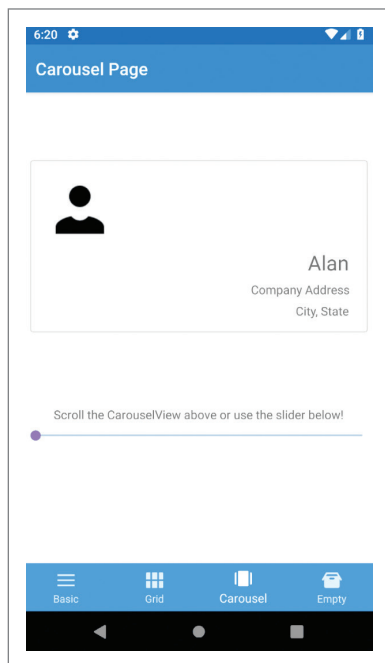 6:20
Carousel Page
Alan
Company Address
City, State
Scroll the CarouselView above or use the slider below!
Basic Grid Carousel Empty